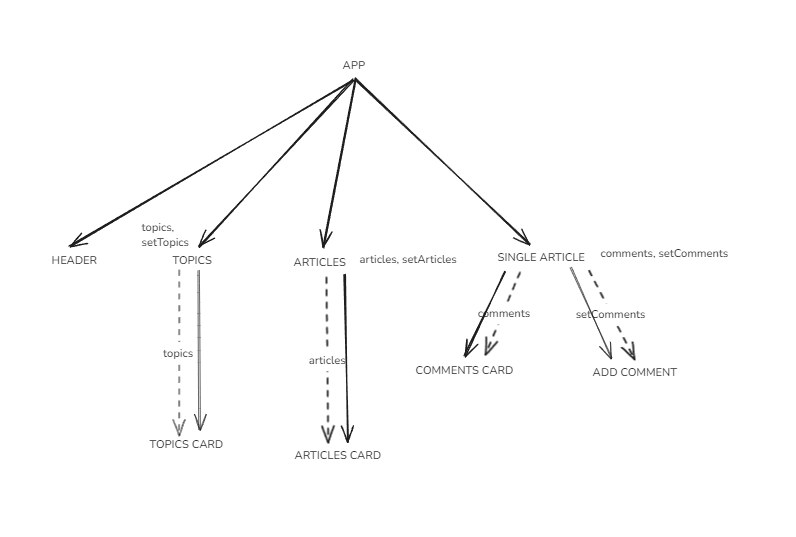 APP
topics,
setTopics
HEADER
TOPICS
ARTICLES
articles, setArticles
SINGLE ARTICLE
comments, setComments
topics
articles
comments
setComments
COMMENTS CARD
ADD COMMENT
TOPICS CARD
ARTICLES CARD